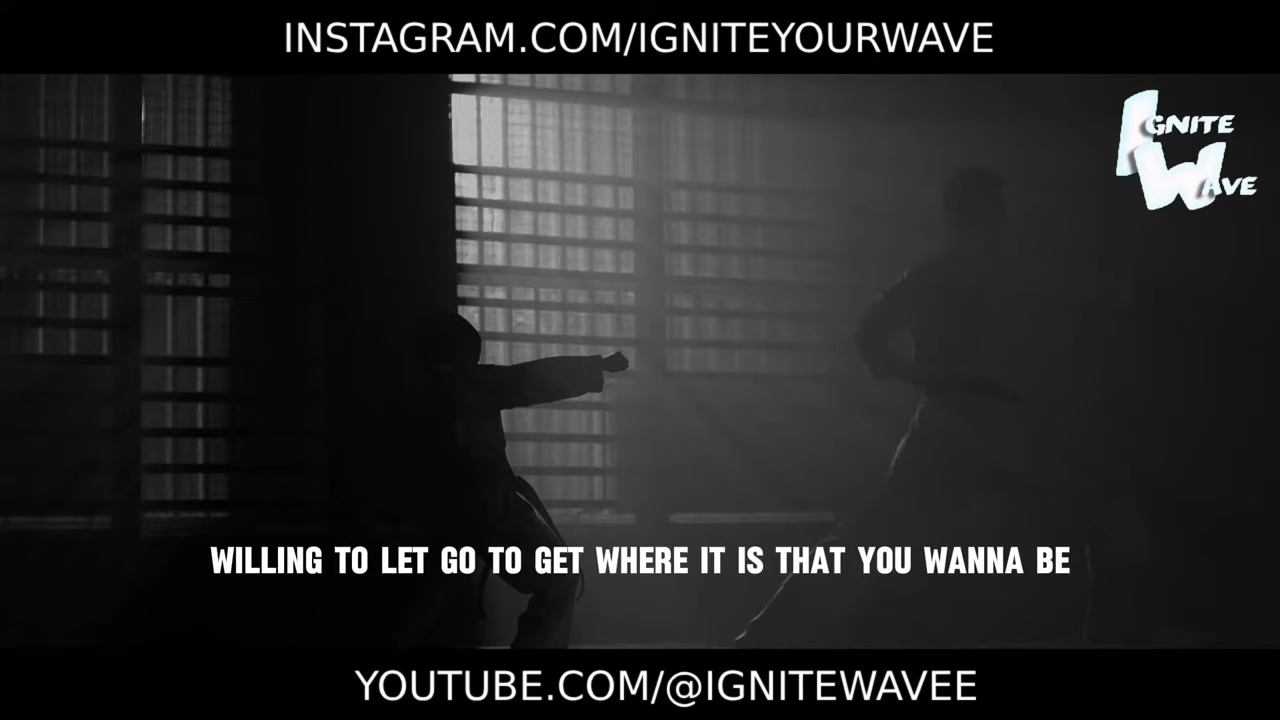 INSTAGRAM.COM/IGNITEYOURWAVE
IGNITE
WAVE
WILLING TO LET GO TO GET WHERE IT IS THAT YOU WANNA BE
YOUTUBE.COM/@IGNITEWAVEE